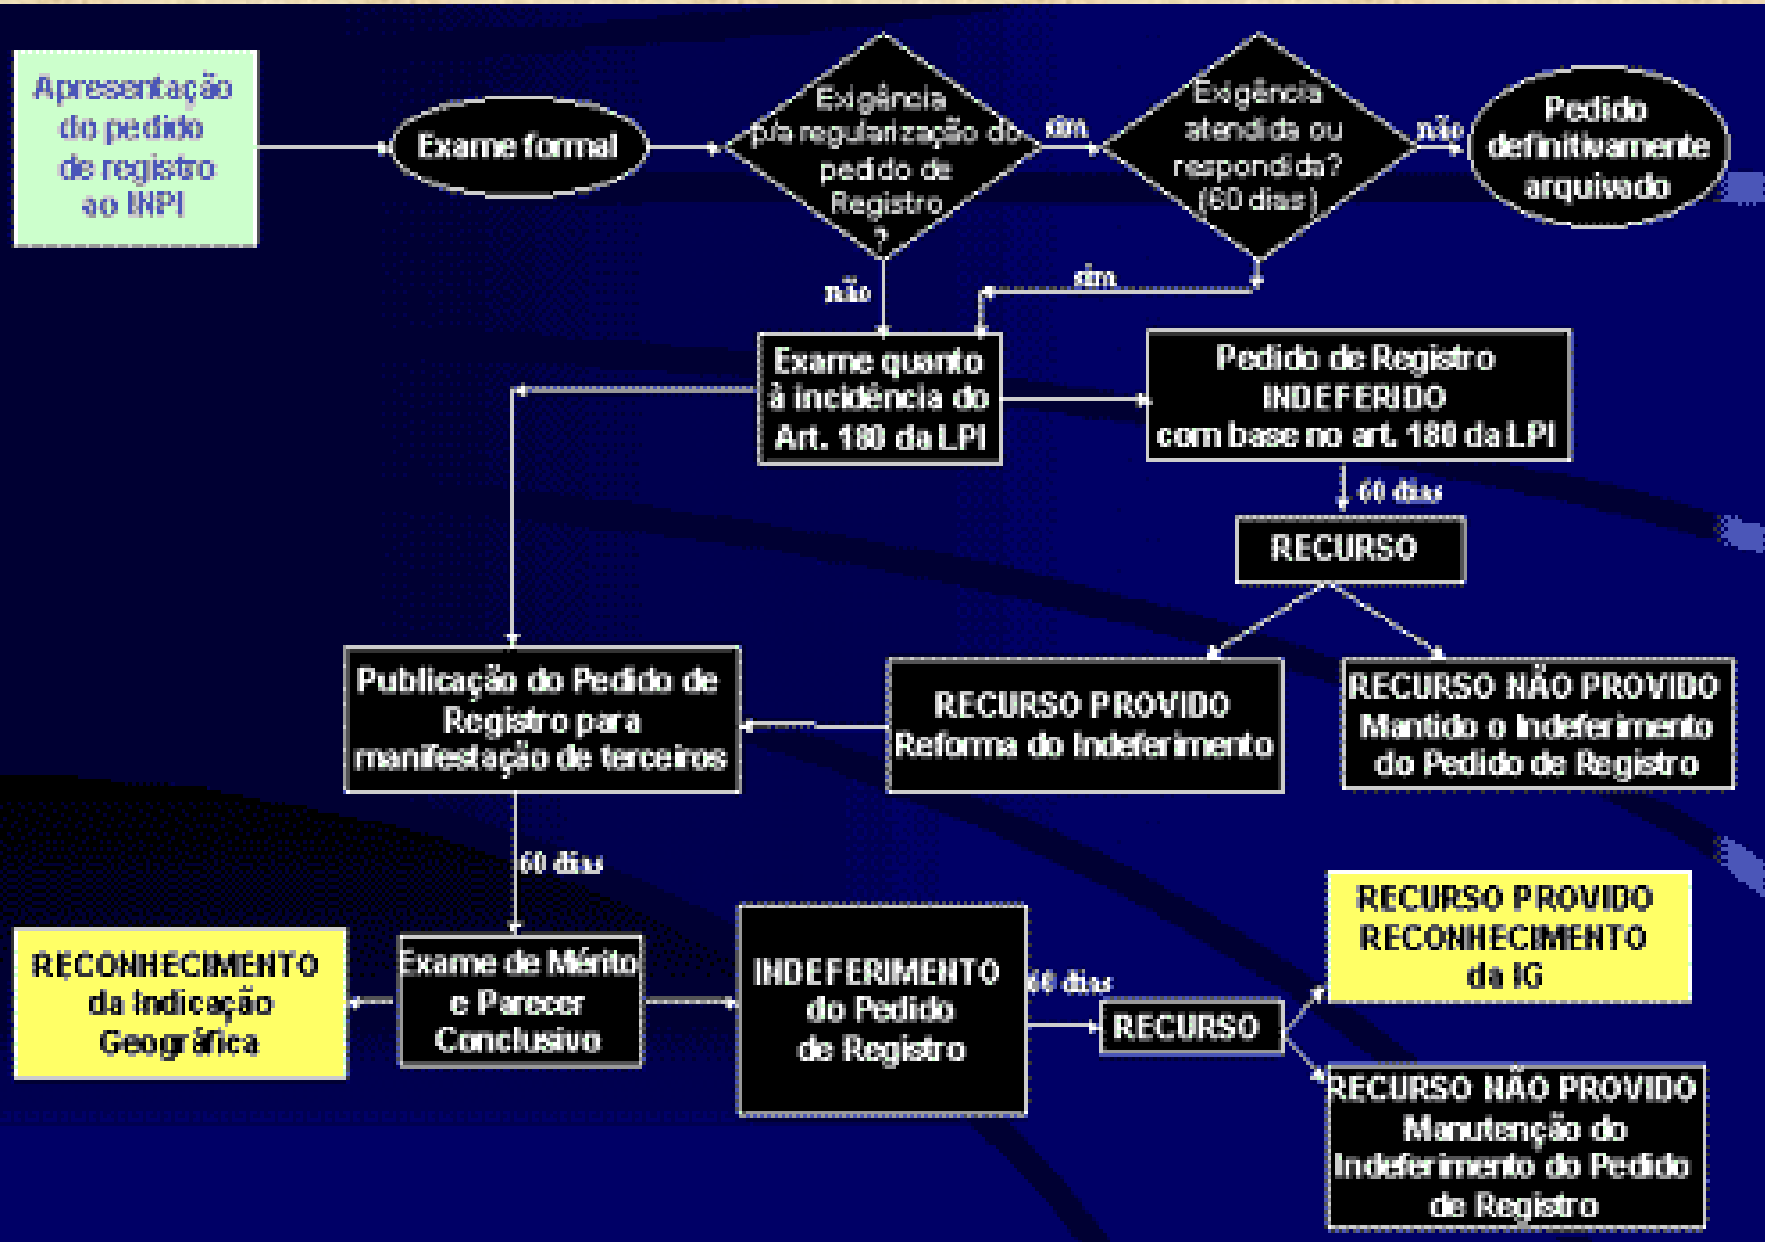 Apresentação
do pedido
de registro
ao INPI
Exame formal
Exigência
p/a regularização do
pedido de
Registro
?
sim
Exigência
atendida ou
respondida?
(60 dias)
não
Pedido
definitivamente
arquivado
não
sim
Exame quanto
à incidência do
Art. 180 da LPI
Pedido de Registro
INDEFERIDO
com base no art. 180 da LPI
60 dias
RECURSO
Publicação do Pedido de
Registro para
manifestação de terceiros
RECURSO PROVIDO
Reforma do Indeferimento
RECURSO NÃO PROVIDO
Mantido o Indeferimento
do Pedido de Registro
60 dias
RECONHECIMENTO
da Indicação
Geográfica
Exame de Mérito
e Parecer
Conclusivo
INDEFERIMENTO
do Pedido
de Registro
60 dias
RECURSO
RECURSO PROVIDO
RECONHECIMENTO
da IG
RECURSO NÃO PROVIDO
Manutenção do
Indeferimento do Pedido
de Registro